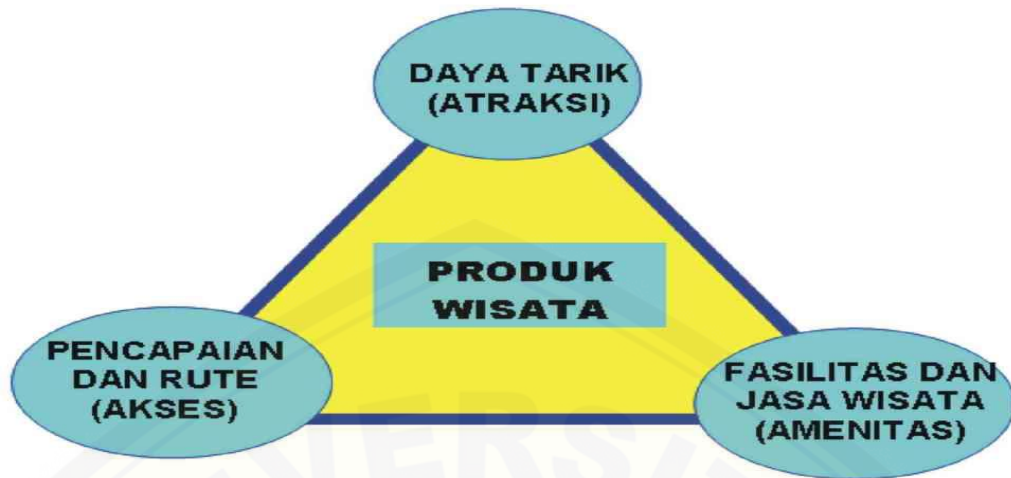 DAYA TARIK
(ATRAKSI)
PRODUK
WISATA
PENCAPAIAN
DAN RUTE
(AKSES)
FASILITAS DAN
JASA WISATA
(AMENITAS)